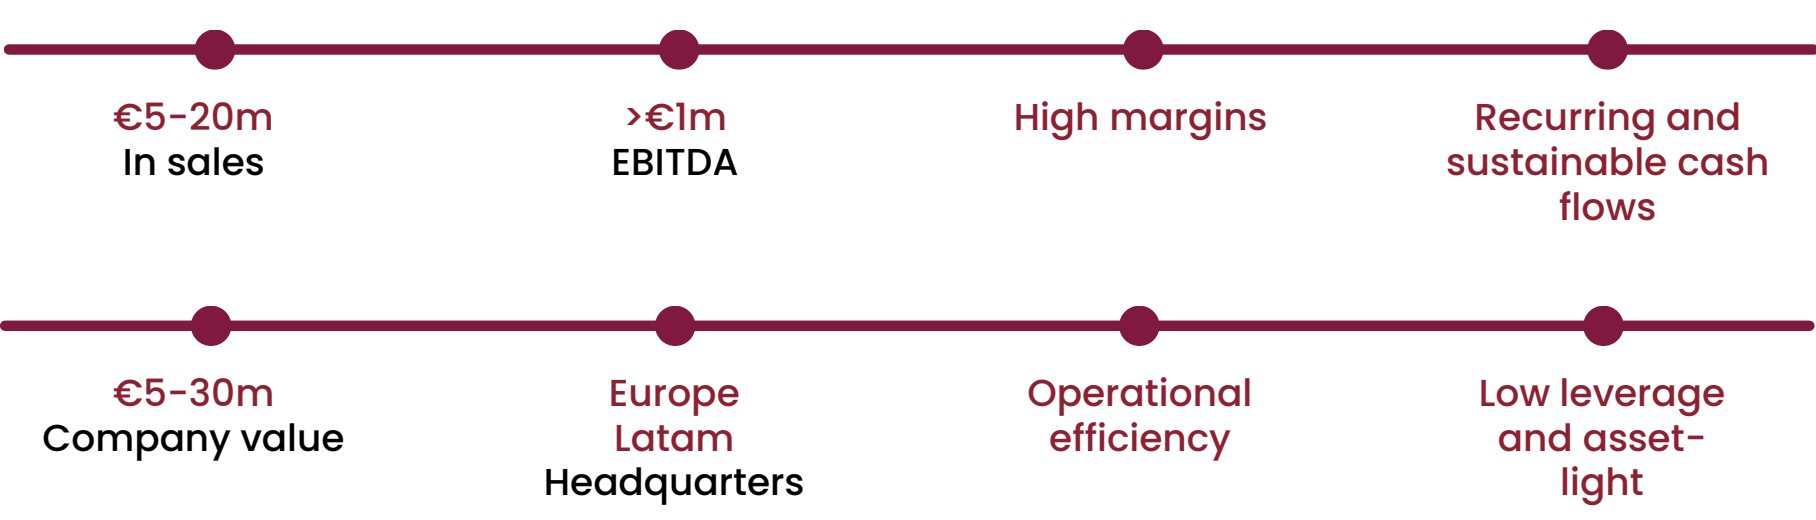 €5-20m
In sales
>€1m
EBITDA
High margins
Recurring and
sustainable cash
flows
€5-30m
Company value
Europe
Latam
Headquarters
Operational
efficiency
Low leverage
and asset-
light